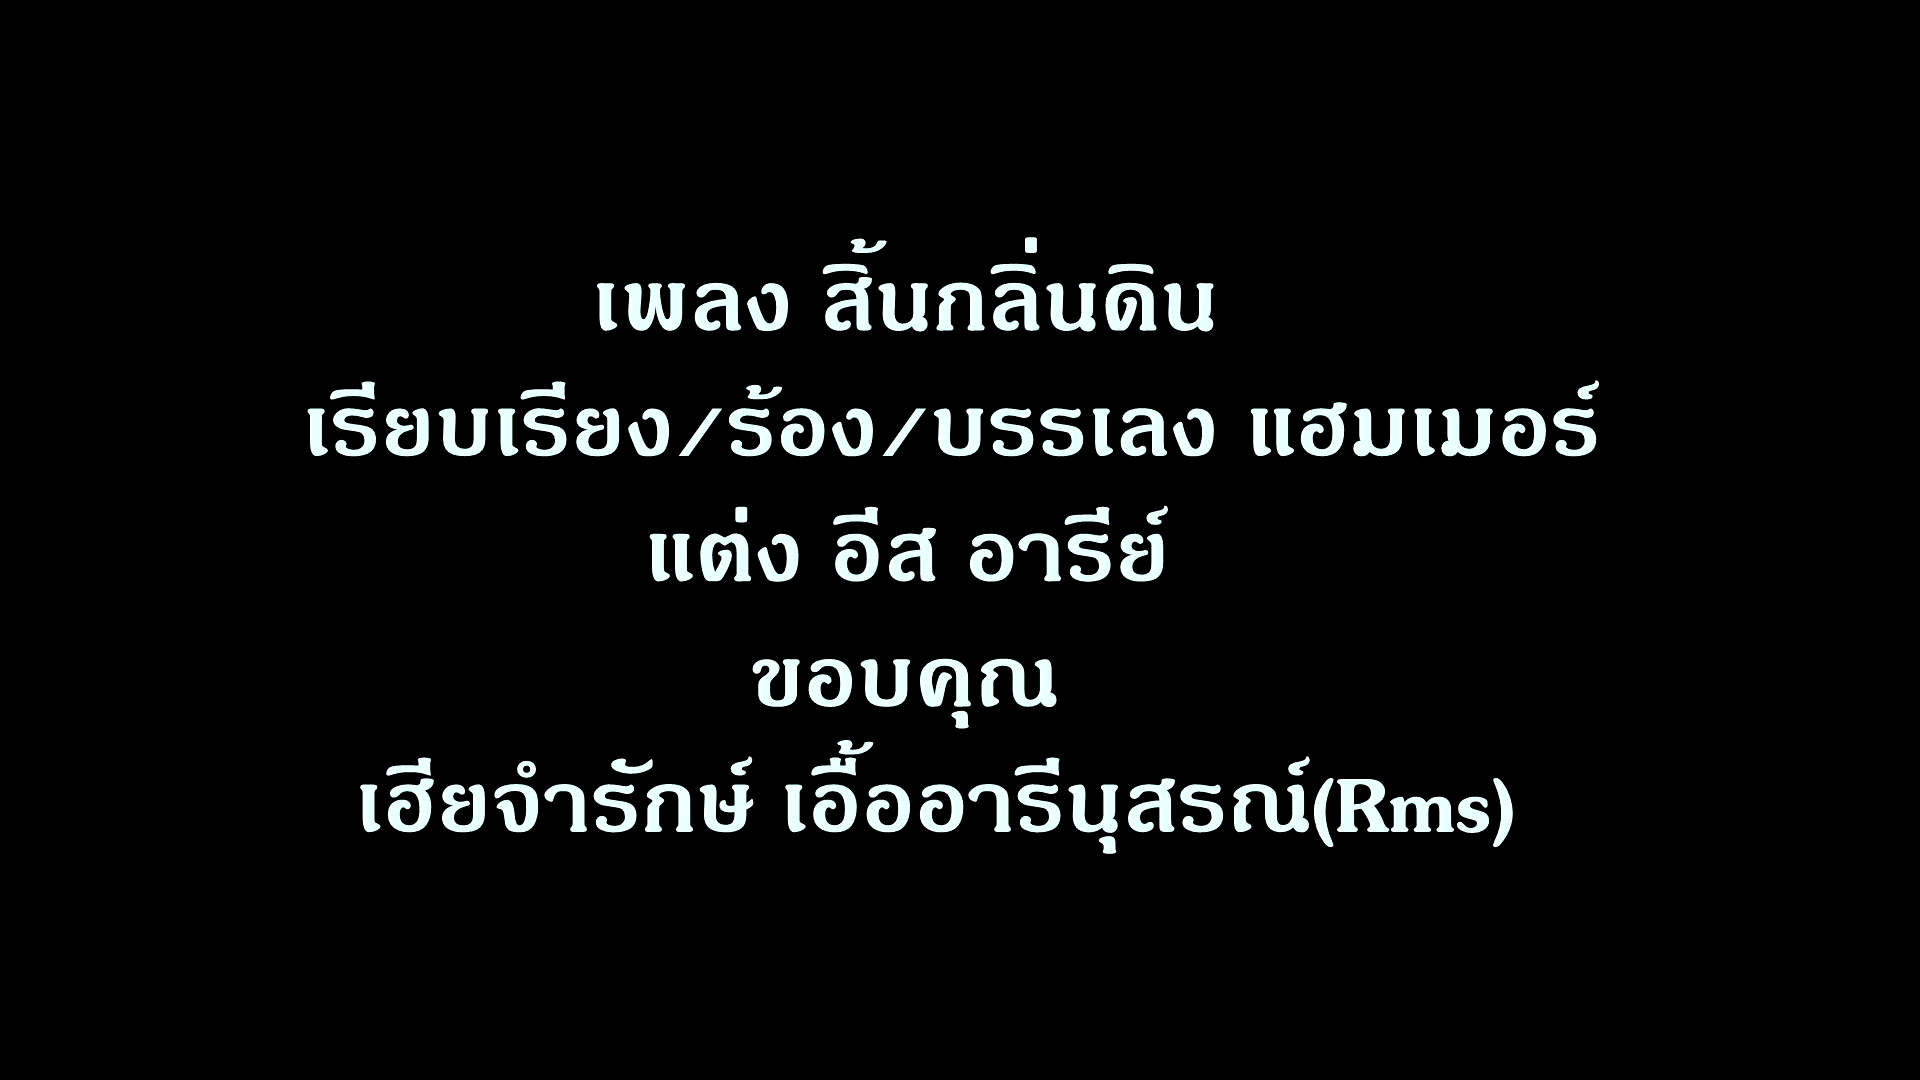 เพลง สิ้นกลิ่นดิน
เรียบเรียง/ร้อง/บรรเลง แฮมเมอร์
แต่ง อีส อารีย์
ขอบคุณ
เฮียจำรักษ์ เอื้ออารีนุสรณ์(Rms)